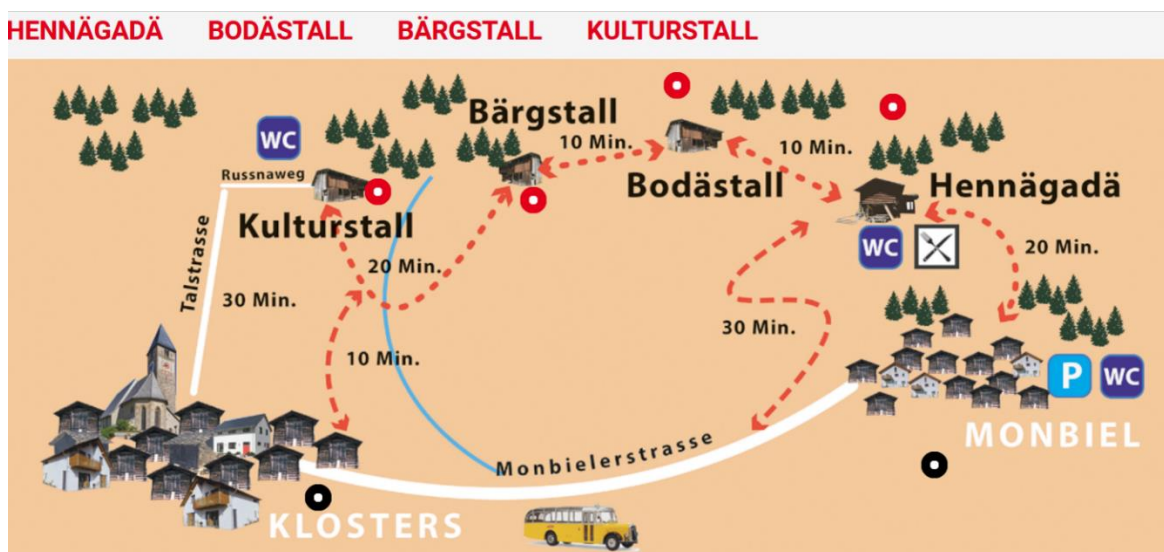 HENNÄGADÄ BODÄSTALL BÄRGSTALL KULTURSTALL
Bärgstall
WC
10 Min.
10 Min.
Russnaweg
Bodästall
Hennägadä
Kulturstall
WC
20 Min.
20 Min.
Talstrasse
30 Min.
30 Min.
10 Min.
P
WC
MONBIEL
Monbielerstrasse
KLOSTERS